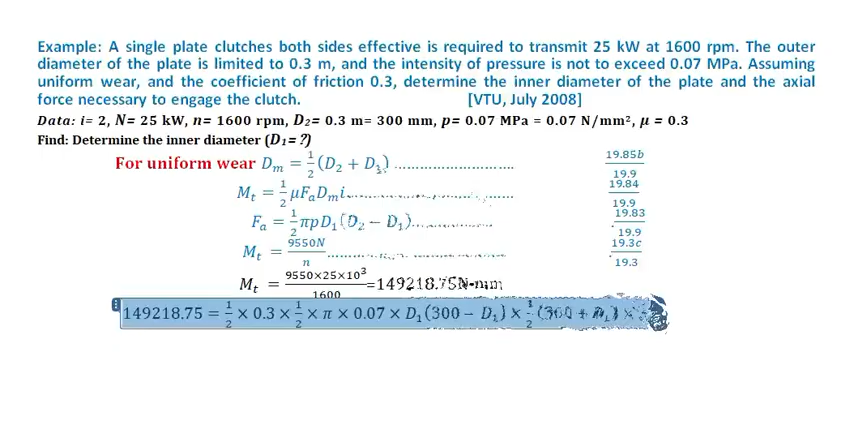 Example: A single plate clutches both sides effective is required to transmit 25 kW at 1600 rpm. The outer
diameter of the plate is limited to 0.3 m, and the intensity of pressure is not to exceed 0.07 MPa. Assuming
uniform wear, and the coefficient of friction 0.3, determine the inner diameter of the plate and the axial
force necessary to engage the clutch. [VTU, July 2008]
Data: i= 2, N= 25 kW, n= 1600 rpm, D₂= 0.3 m= 300 mm, p= 0.07 MPa = 0.07 N/mm², μ = 0.3
Find: Determine the inner diameter (D₁= ?)
For uniform wear Dₘ = 1/2 (D₂ + D₁) 19.85b/19.9
Mₜ = 1/2 μFₐDₘi 19.84/19.9
Fₐ = 1/2 πpD₁(D₂ − D₁) 19.83/19.9
Mₜ = 9550N/n 19.3c/19.3
Mₜ = 9550×25×10³/1600 =149218.75N-mm
149218.75 = 1/2 × 0.3 × 1/2 × π × 0.07 × D₁(300 − D₁) × 1/2 (300 + D₁) ×